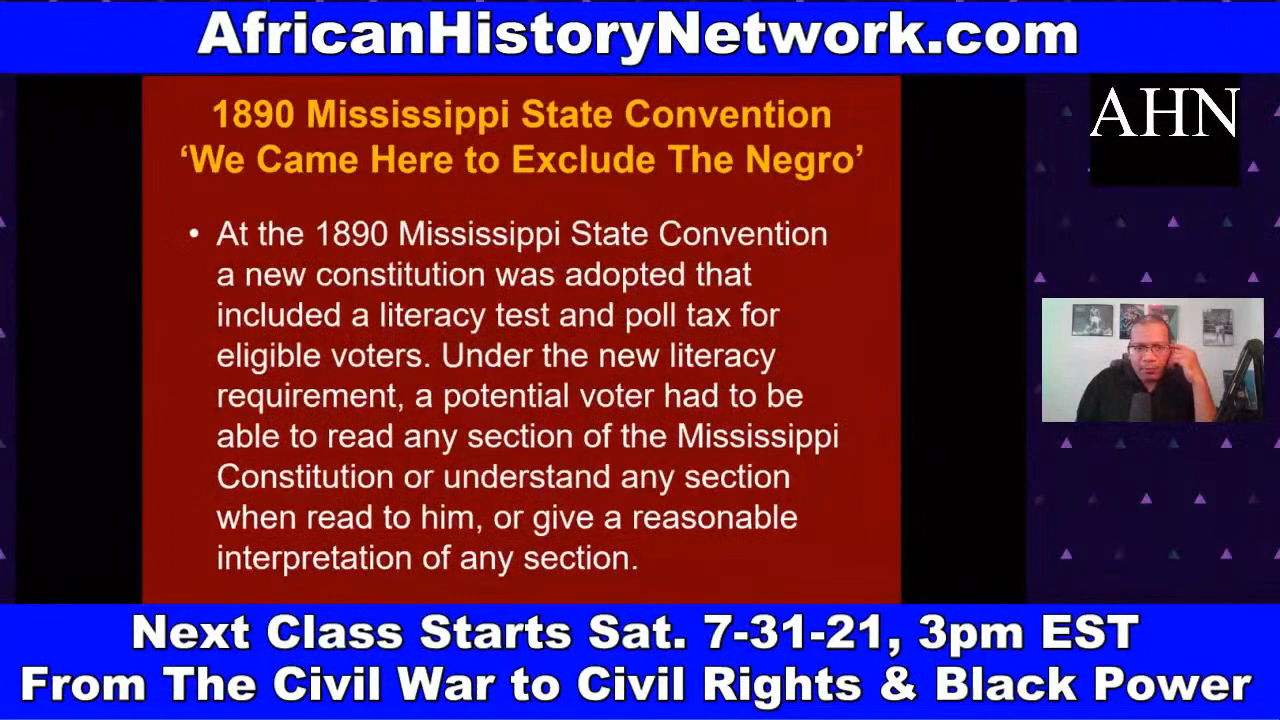 AfricanHistoryNetwork.com
AHN
1890 Mississippi State Convention
‘We Came Here to Exclude The Negro’
• At the 1890 Mississippi State Convention
a new constitution was adopted that
included a literacy test and poll tax for
eligible voters. Under the new literacy
requirement, a potential voter had to be
able to read any section of the Mississippi
Constitution or understand any section
when read to him, or give a reasonable
interpretation of any section.
Next Class Starts Sat. 7-31-21, 3pm EST
From The Civil War to Civil Rights & Black Power